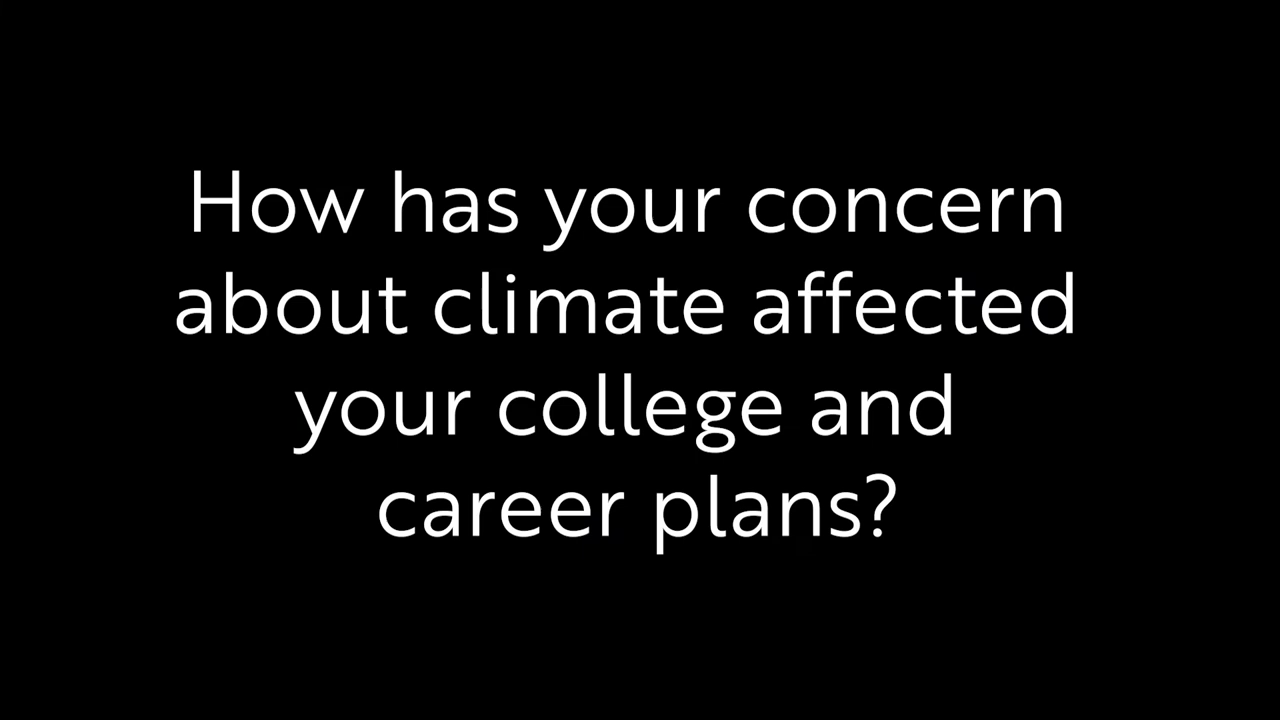 How has your concern
about climate affected
your college and
career plans?